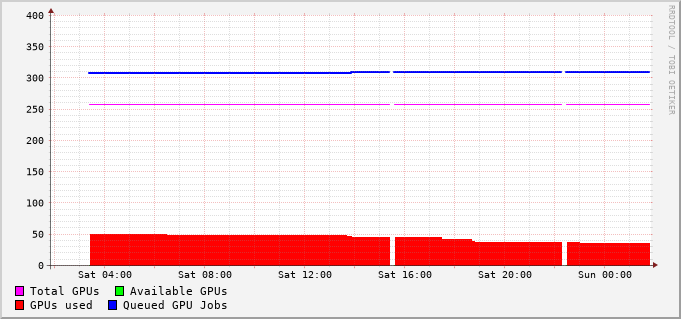 400
350
300
250
200
150
100
50
0
Sat 04:00 Sat 08:00 Sat 12:00 Sat 16:00 Sat 20:00 Sun 00:00
Total GPUs Available GPUs
GPUs used Queued GPU Jobs
RRDTOOL / TOBI OETIKER